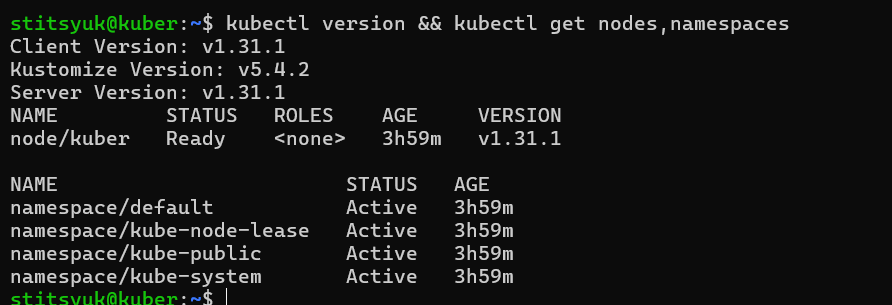 stitsyuk@kuber:~$ kubectl version && kubectl get nodes,namespaces
Client Version: v1.31.1
Kustomize Version: v5.4.2
Server Version: v1.31.1
NAME         STATUS   ROLES    AGE     VERSION
node/kuber   Ready    <none>   3h59m   v1.31.1

NAME                        STATUS   AGE
namespace/default           Active   3h59m
namespace/kube-node-lease   Active   3h59m
namespace/kube-public       Active   3h59m
namespace/kube-system       Active   3h59m
stitsyuk@kuber:~$